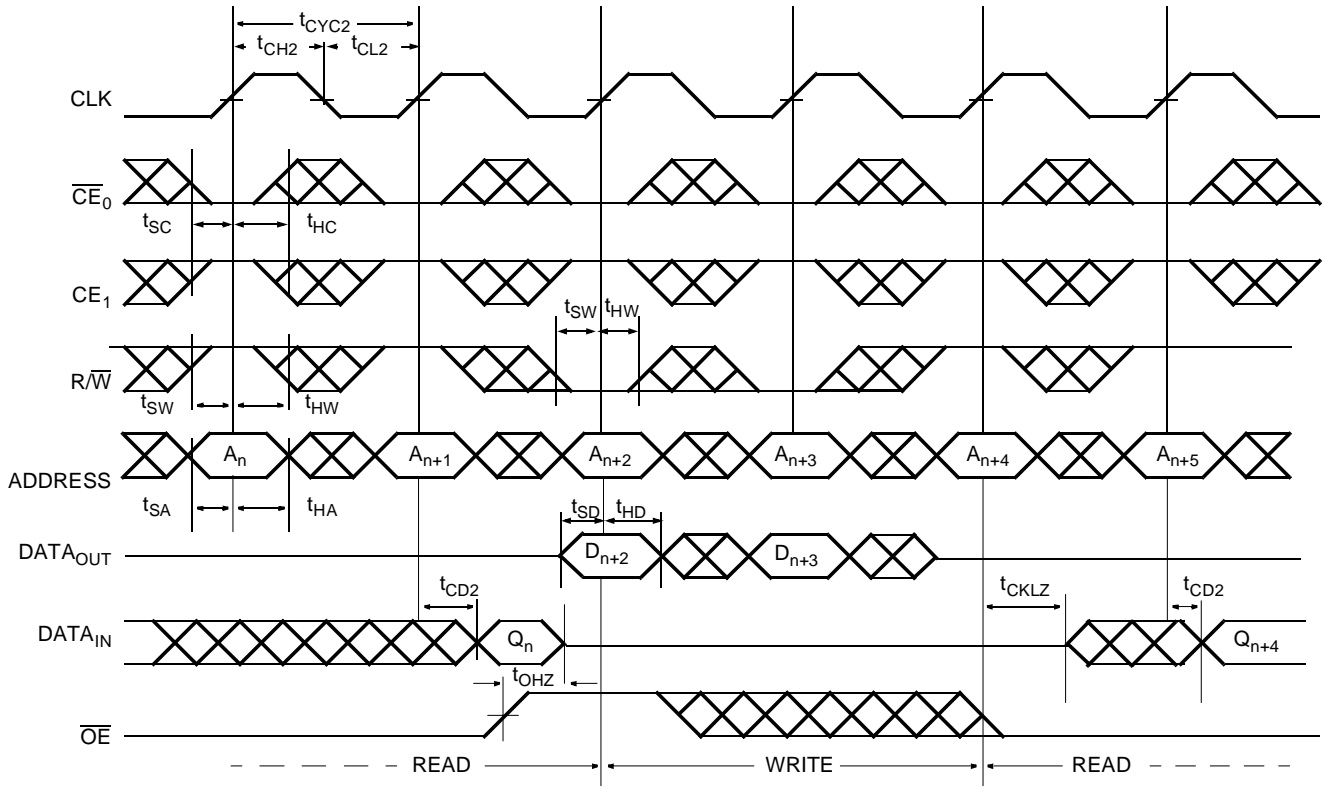 tCYC2
tCH2 tCL2
CLK
CE0
tSC tHC
CE1
tSW tHW
R/W
tSW tHW
An An+1 An+2 An+3 An+4 An+5
ADDRESS
tSA tHA tSD tHD
DATAOUT Dn+2 Dn+3
tCD2 tCKLZ tCD2
DATAIN Qn Qn+4
tOHZ
OE
READ WRITE READ